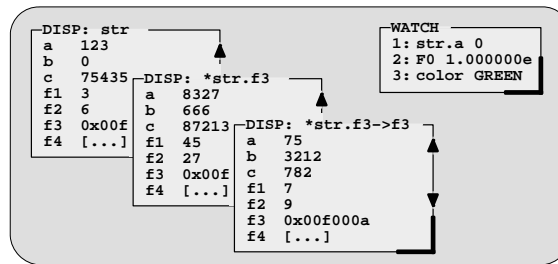 DISP: str
a 123
b 0
c 75435
f1 3
f2 6
f3 0x00f
f4 [...]
DISP: *str.f3
a 8327
b 666
c 87213
f1 45
f2 27
f3 0x00f
f4 [...]
DISP: *str.f3->f3
a 75
b 3212
c 782
f1 7
f2 9
f3 0x00f000a
f4 [...]
WATCH
1: str.a 0
2: F0 1.000000e
3: color GREEN